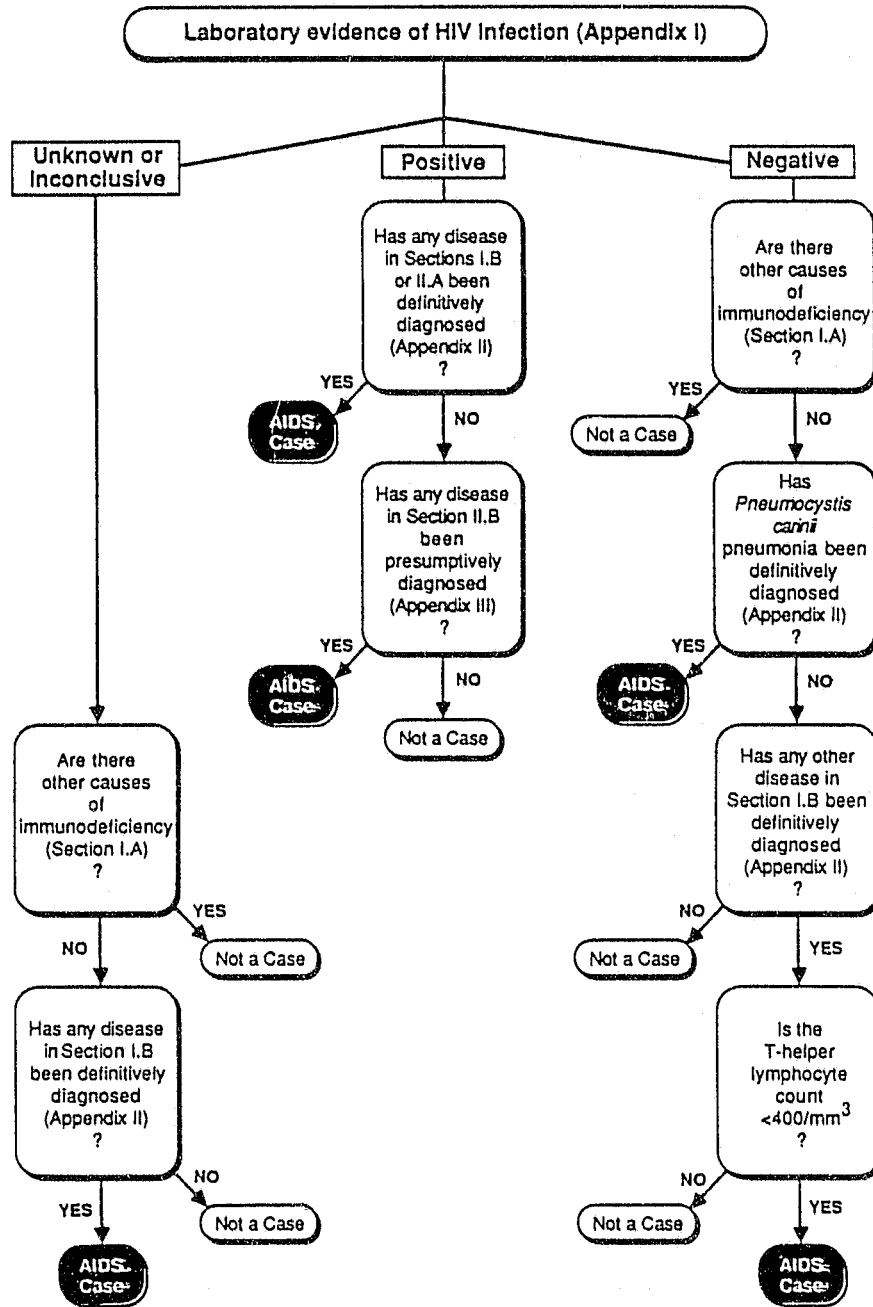 Laboratory evidence of HIV Infection (Appendix I)
Unknown or
Inconclusive
Positive
Negative
Has any disease
in Sections I.B
or II.A been
definitively
diagnosed
(Appendix II)
?
Are there
other causes
of
immunodeficiency
(Section I.A)
?
YES
NO
YES
NO
AIDS
Case
Not a Case
Has any disease
in Section II.B
been
presumptively
diagnosed
(Appendix III)
?
Has
Pneumocystis
carinii
pneumonia been
definitively
diagnosed
(Appendix II)
?
YES
NO
YES
NO
AIDS
Case
Not a Case
AIDS
Case
Are there
other causes
of
immunodeficiency
(Section I.A)
?
Has any other
disease in
Section I.B been
definitively
diagnosed
(Appendix II)
?
NO
YES
Not a Case
NO
YES
Not a Case
Has any disease
in Section I.B
been definitively
diagnosed
(Appendix II)
?
Is the
T-helper
lymphocyte
count
<400/mm³
?
YES
NO
Not a Case
AIDS
Case
NO
YES
Not a Case
AIDS
Case